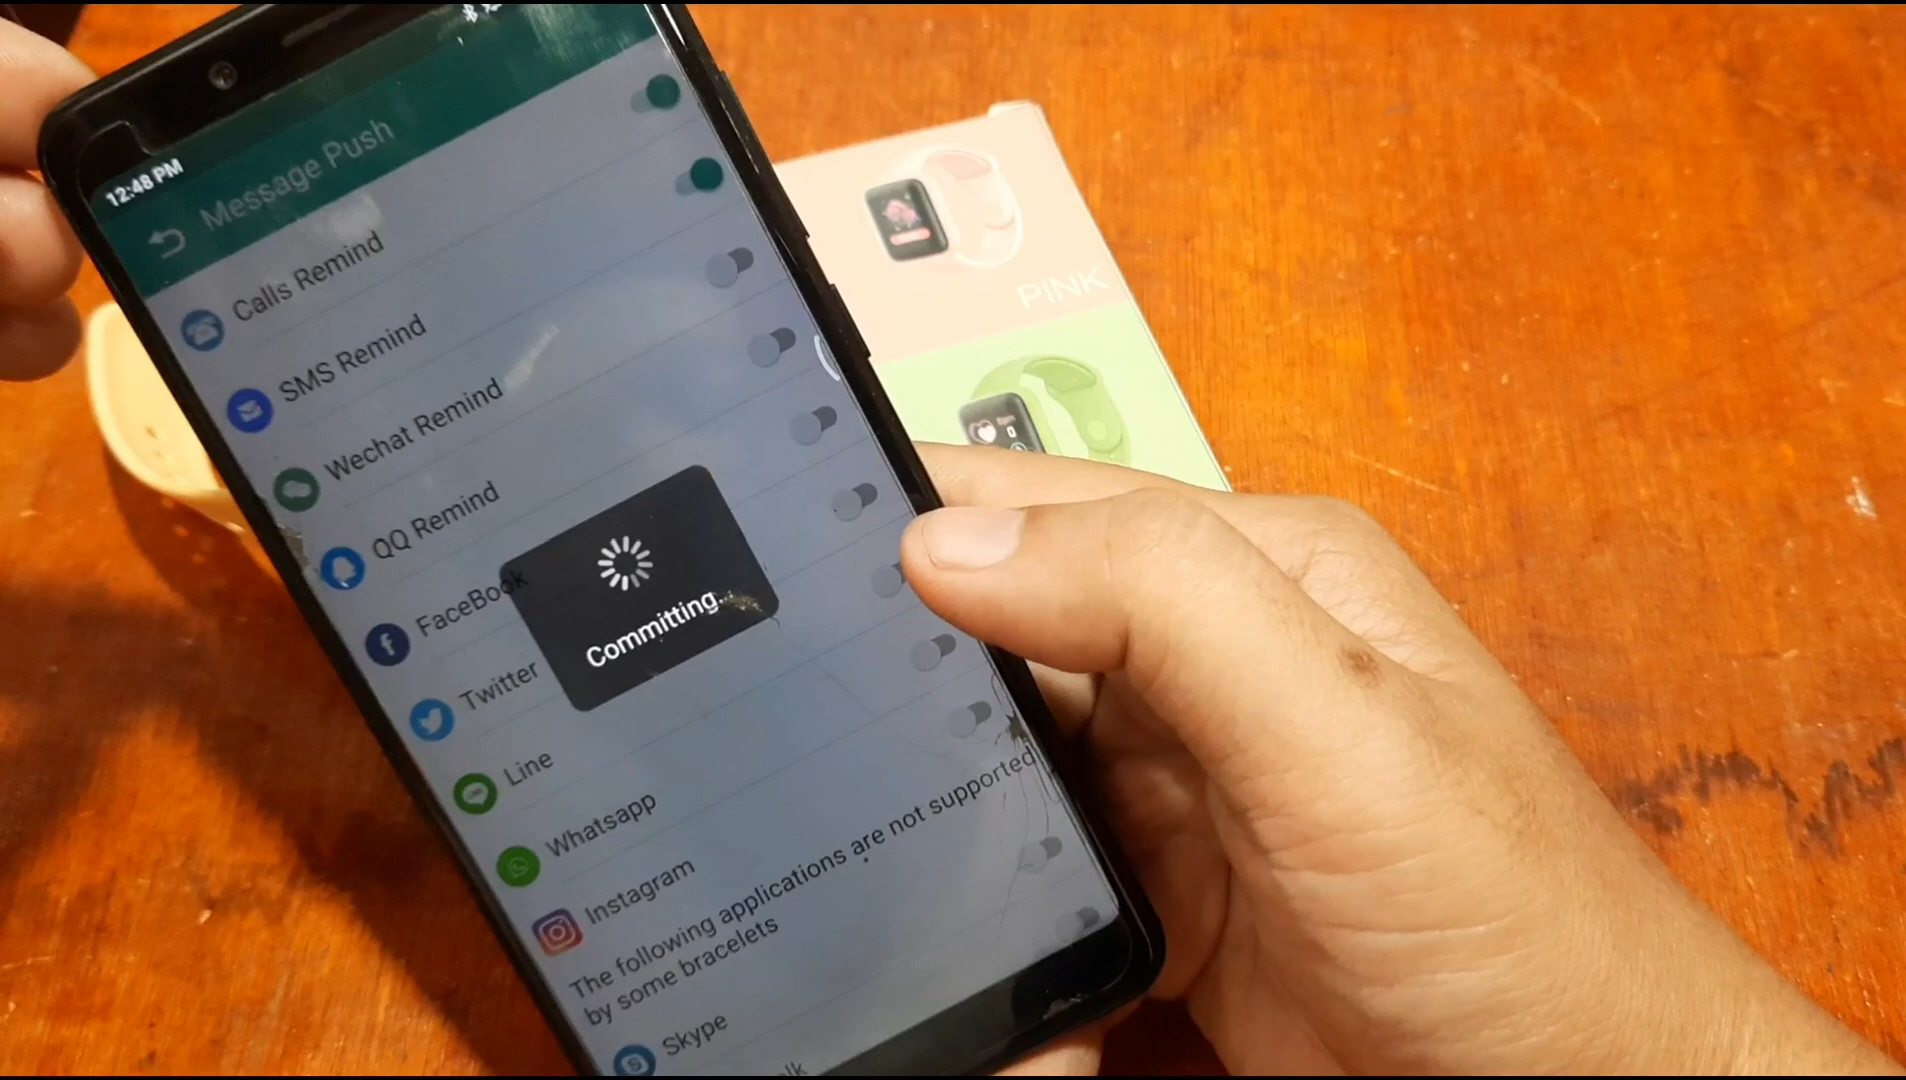 12:48 PM
Message Push
Calls Remind
SMS Remind
Wechat Remind
QQ Remind
FaceBook
Twitter
Line
Whatsapp
Instagram
The following applications are not supported
by some bracelets
Skype
Committing...
PINK
0